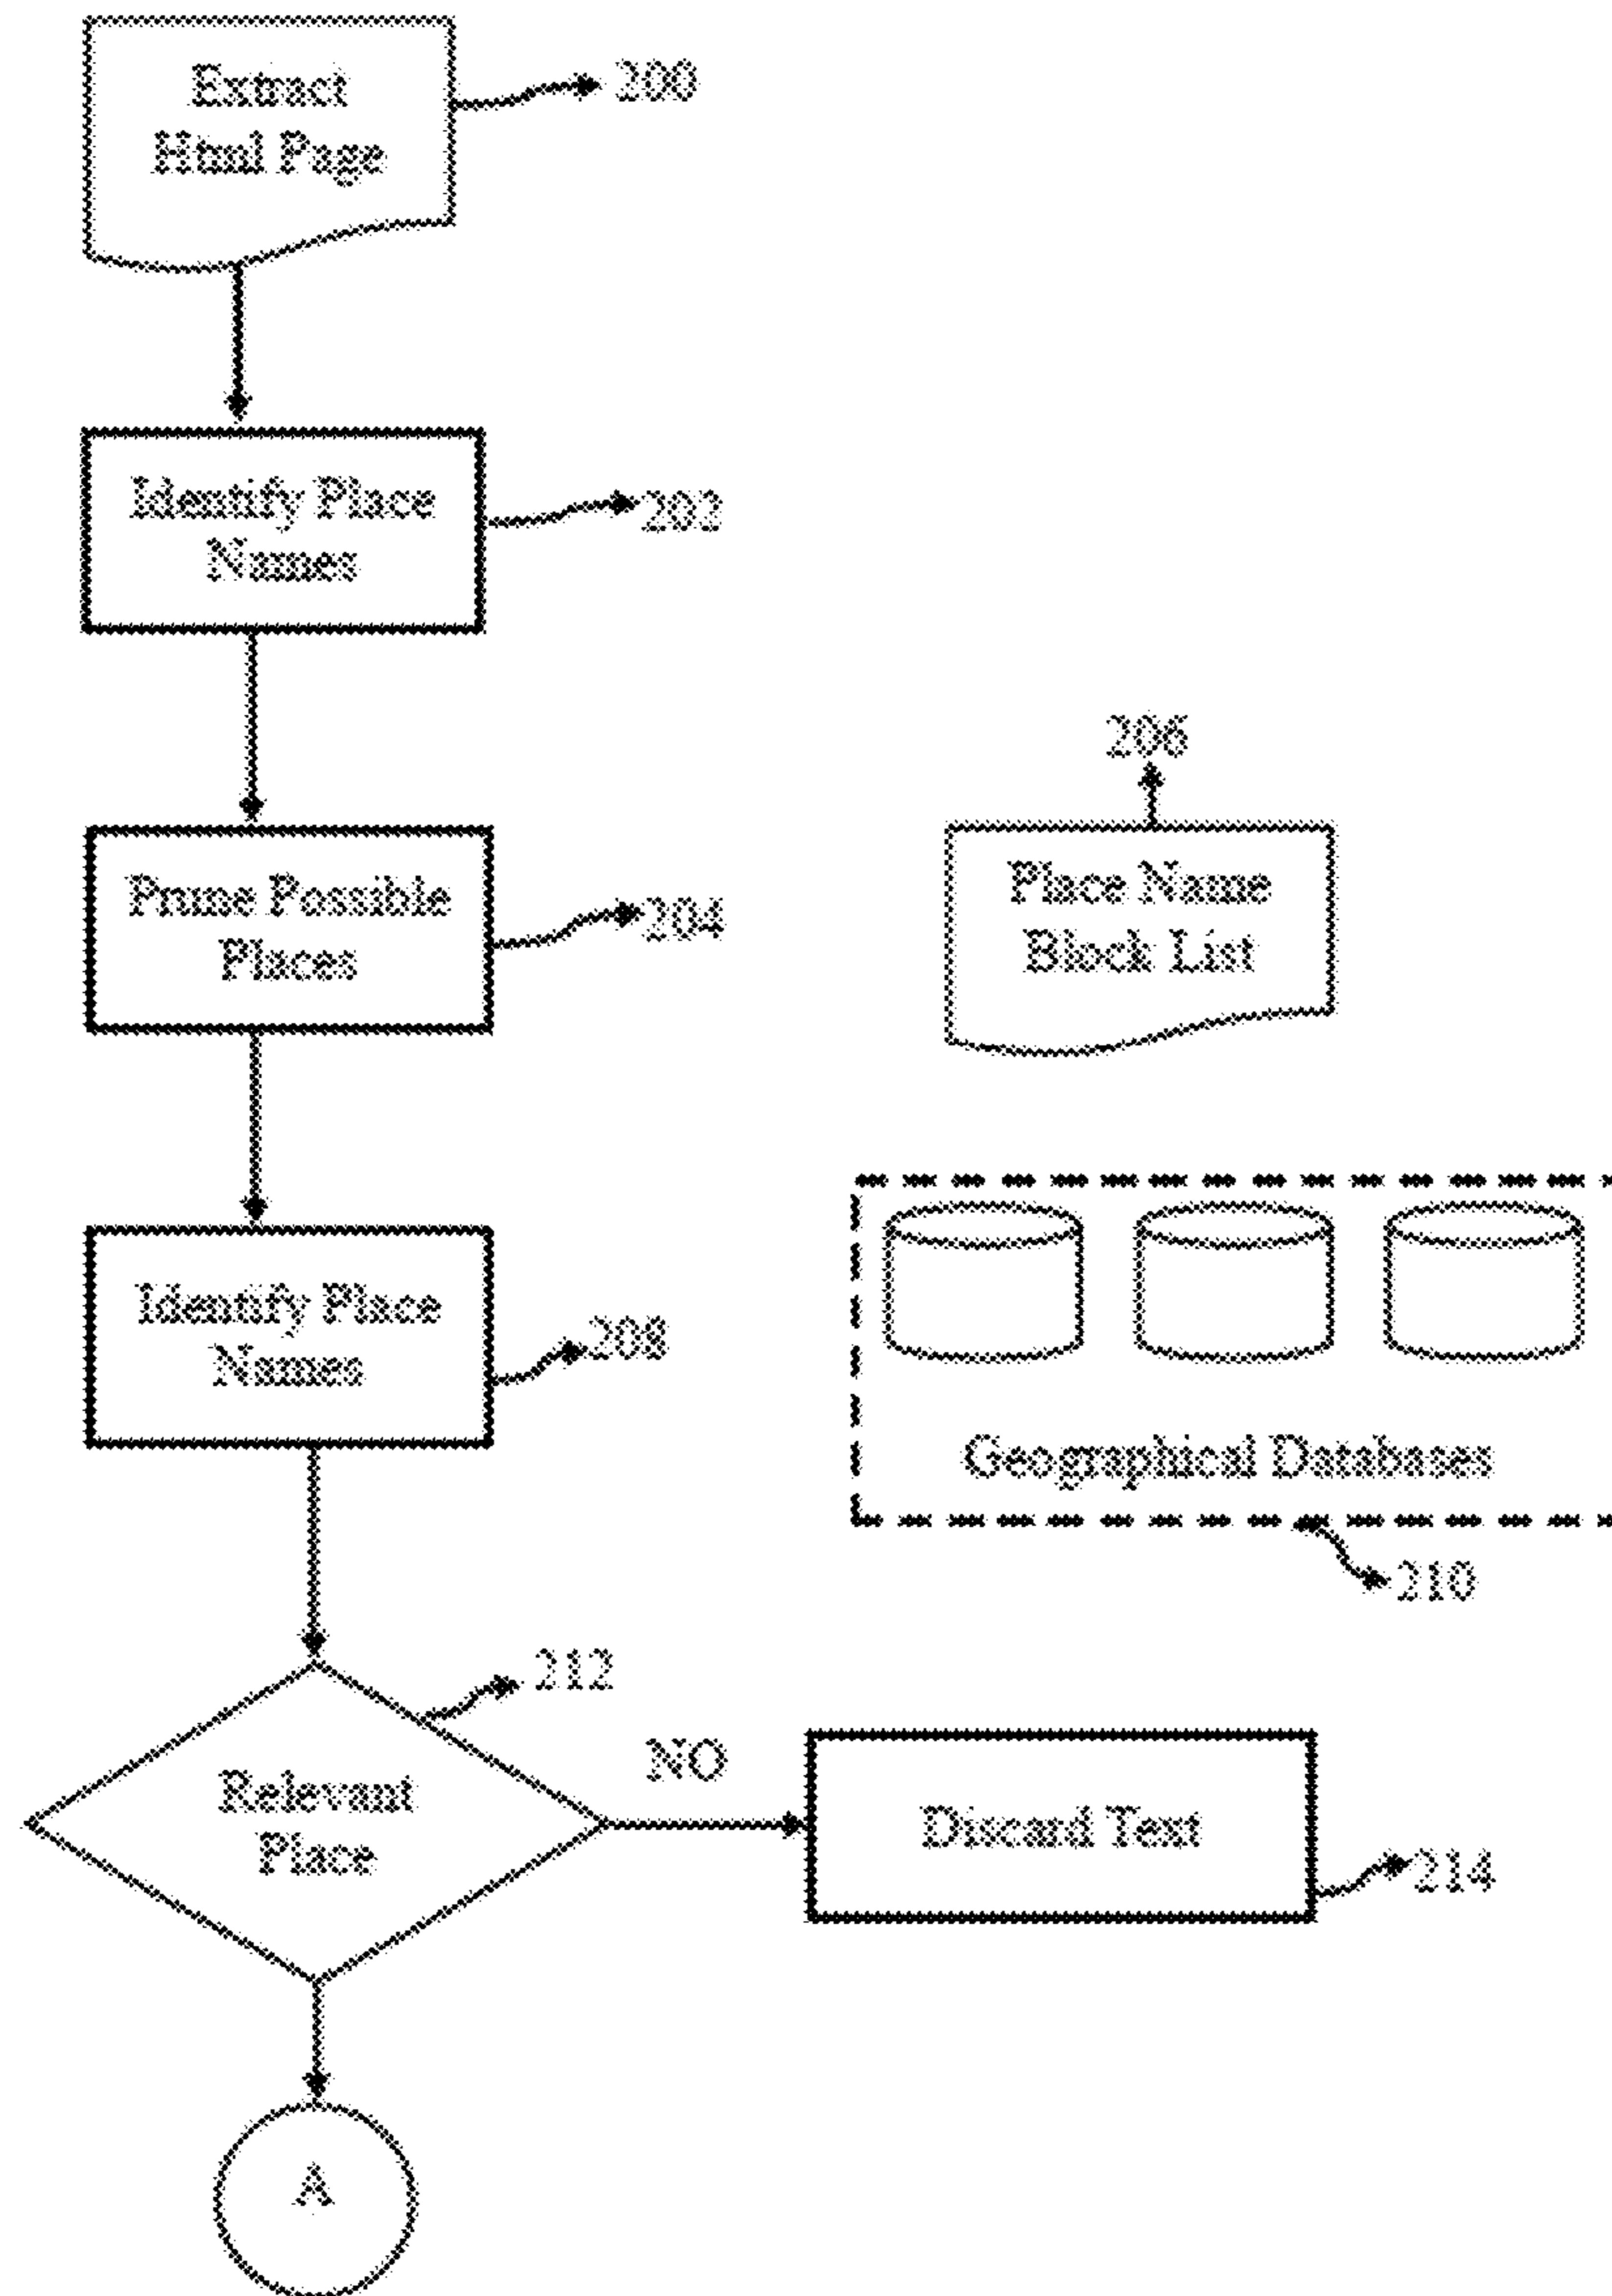 Extract
Html Page
200
Identify Place
Names
202
206
Prune Possible
Places
204
Place Name
Block List
Identify Place
Names
208
Geographical Databases
210
212
Relevant
Place
NO
Discard Text
214
A